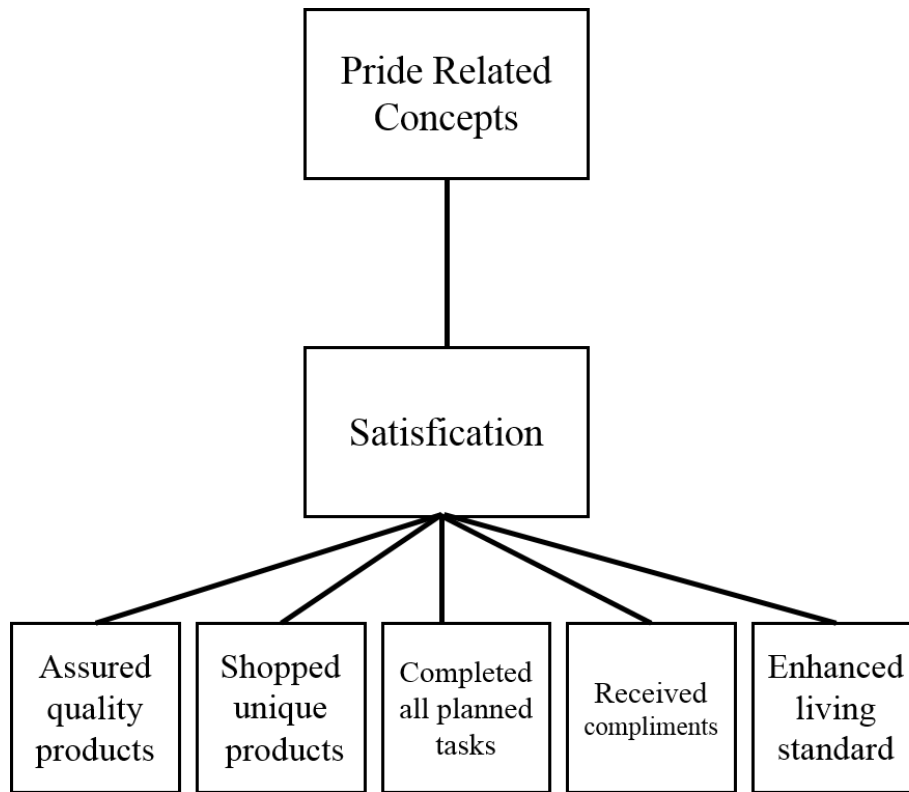 Pride Related
Concepts
Satisfication
Assured
quality
products
Shopped
unique
products
Completed
all planned
tasks
Received
compliments
Enhanced
living
standard